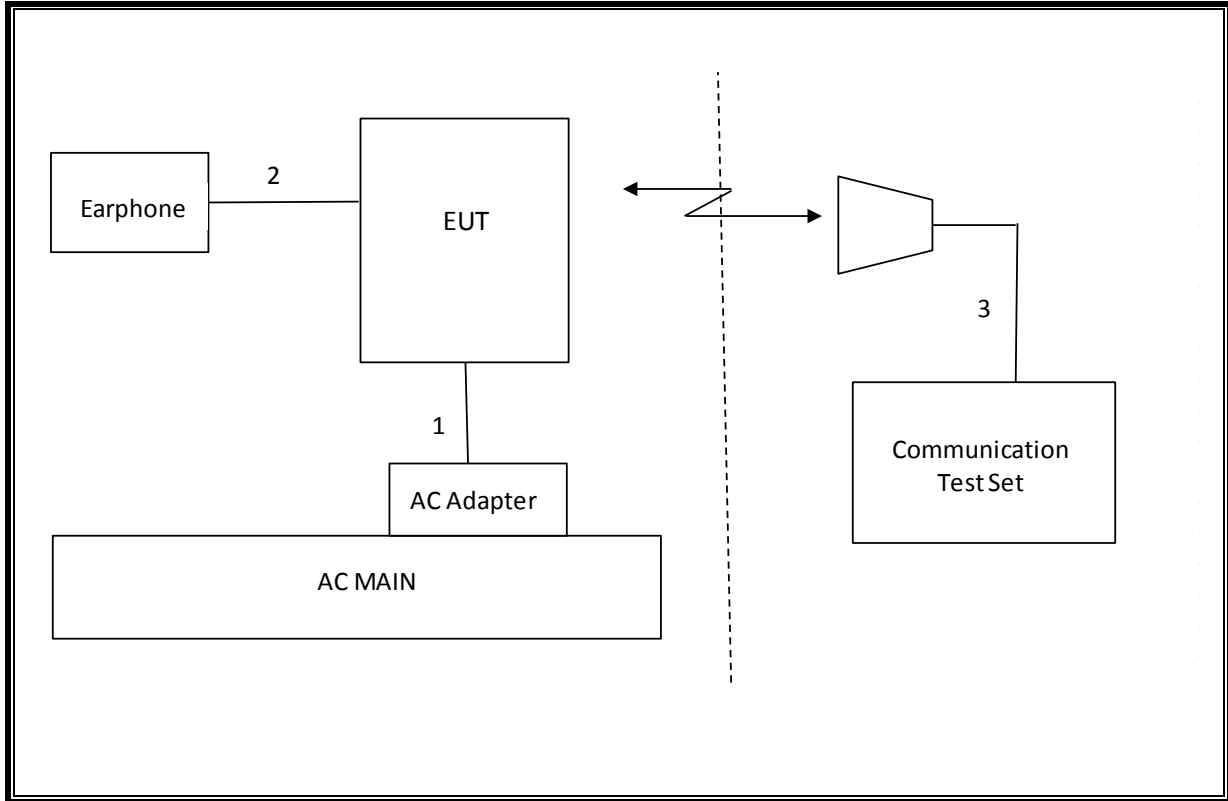 2
Earphone
EUT
3
1
Communication
Test Set
AC Adapter
AC MAIN